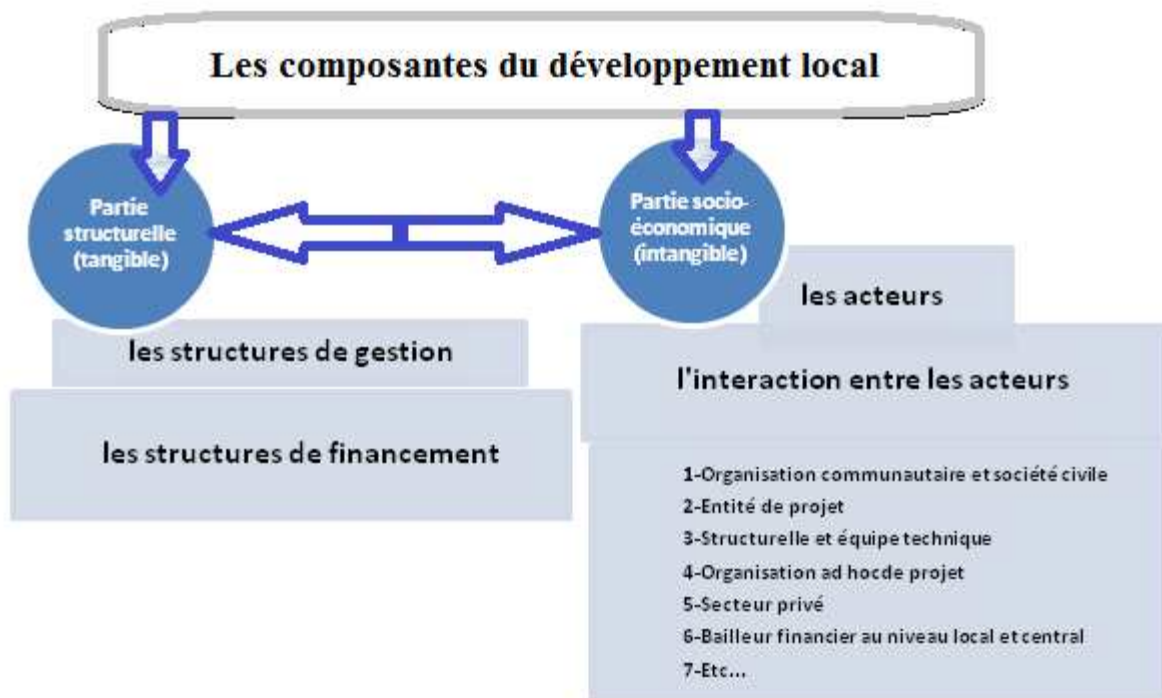 Les composantes du développement local
Partie
structurelle
(tangible)
les structures de gestion
les structures de financement
Partie socio-
économique
(intangible)
les acteurs
l'interaction entre les acteurs
1-Organisation communautaire et société civile
2-Entité de projet
3-Structurelle et équipe technique
4-Organisation ad hocde projet
5-Secteur privé
6-Bailleur financier au niveau local et central
7-Etc...